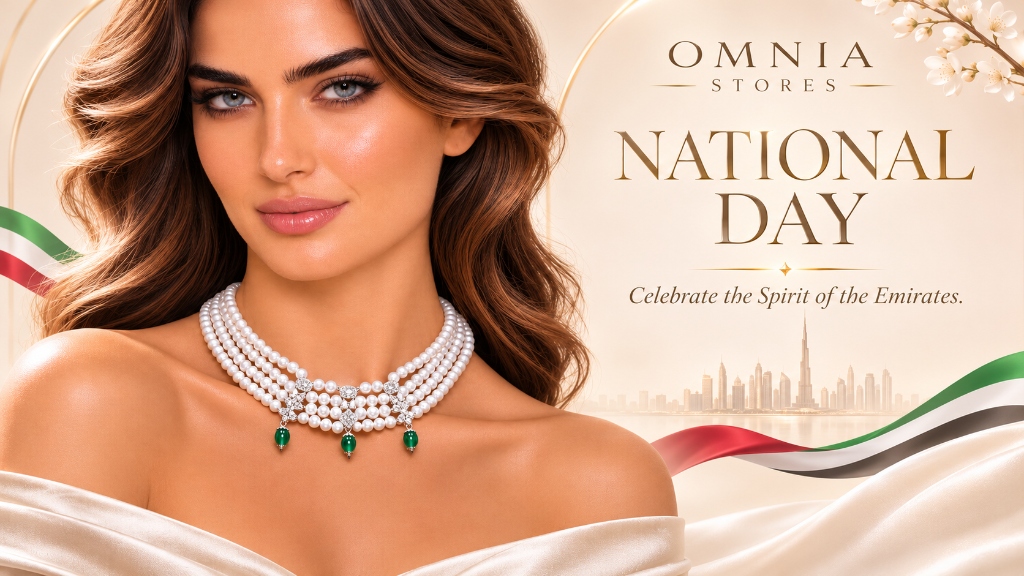 OMNIA
STORES
NATIONAL
DAY
Celebrate the Spirit of the Emirates.